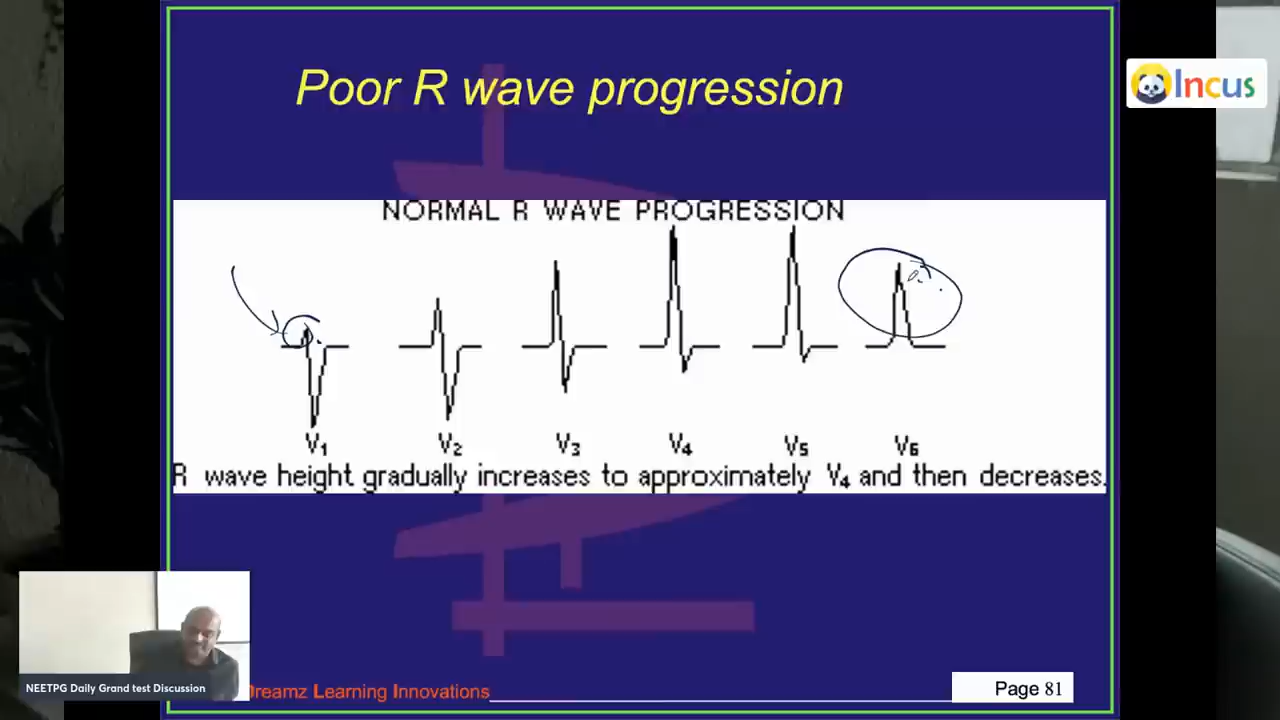 Poor R wave progression
Incus
NORMAL R WAVE PROGRESSION
V1 V2 V3 V4 V5 V6
R wave height gradually increases to approximately V4 and then decreases.
NEETPG Daily Grand test Discussion
Dreamz Learning Innovations
Page 81